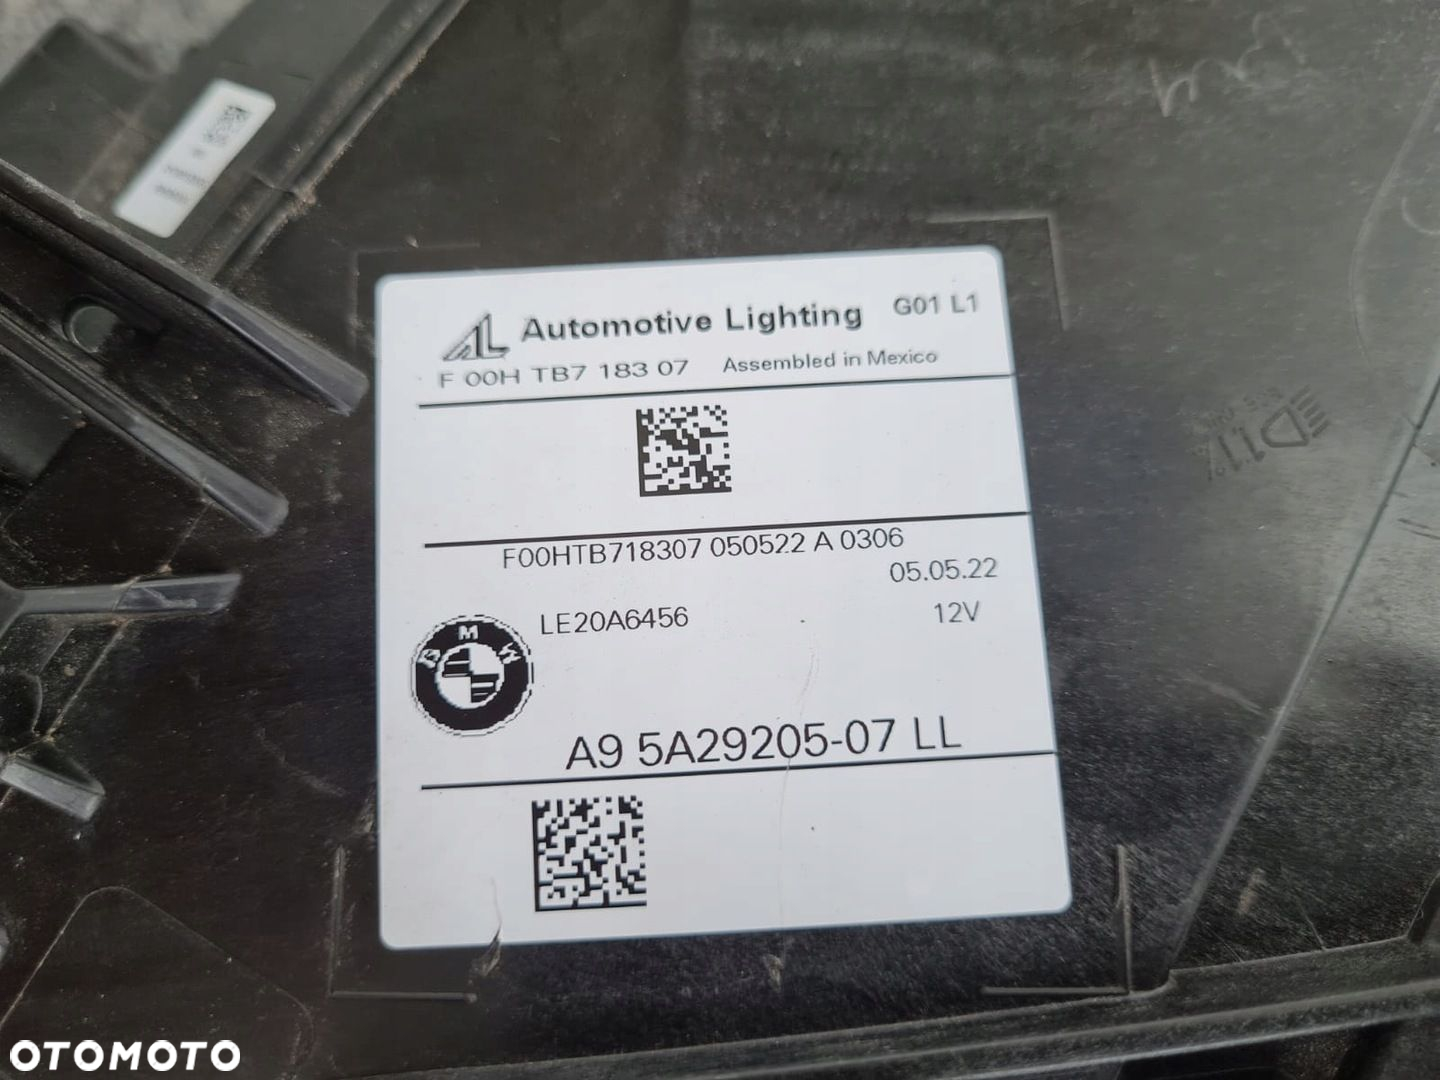 AL Automotive Lighting G01 L1
F 00H TB7 183 07 Assembled in Mexico
F00HTB718307 050522 A 0306
05.05.22
LE20A6456 12V
BMW
A9 5A29205-07 LL
OTOMOTO